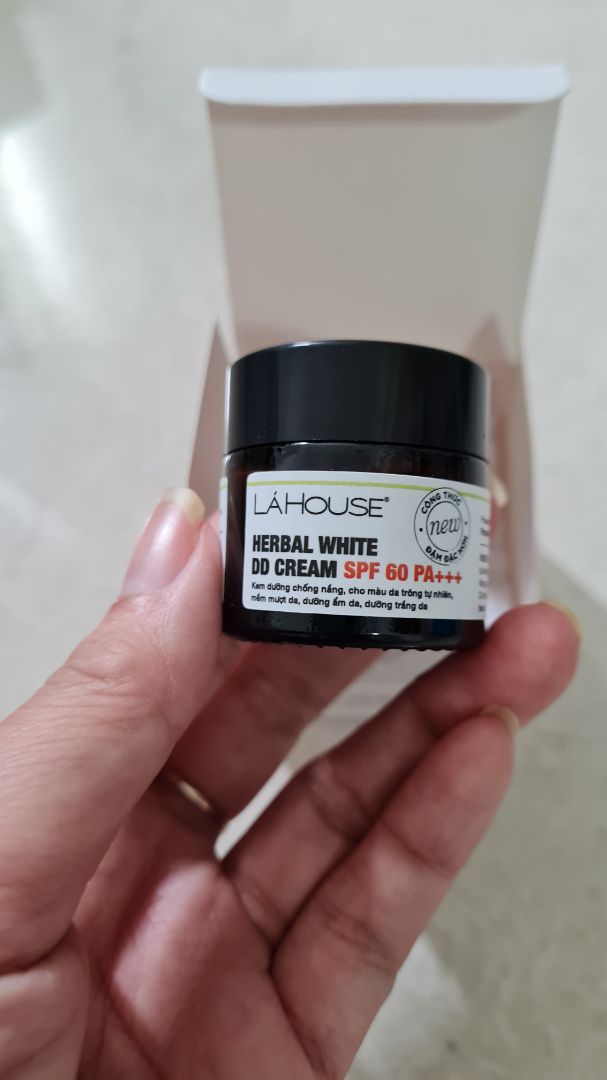 LÁHOUSE®
CÔNG THỨC
new
ĐẬM ĐẶC HƠN
HERBAL WHITE
DD CREAM SPF 60 PA+++
Kem dưỡng chống nắng, cho màu da trông tự nhiên,
mềm mượt da, dưỡng ẩm da, dưỡng trắng da